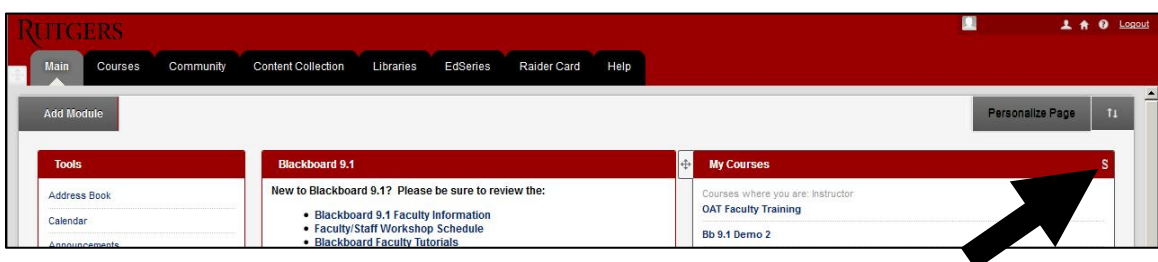 RUTGERS
Logout
Main Courses Community Content Collection Libraries EdSeries Raider Card Help
Add Module
Personalize Page
Tools
Address Book
Calendar
Announcements
Blackboard 9.1
New to Blackboard 9.1? Please be sure to review the:
• Blackboard 9.1 Faculty Information
• Faculty/Staff Workshop Schedule
• Blackboard Faculty Tutorials
My Courses S
Courses where you are: Instructor
OAT Faculty Training
Bb 9.1 Demo 2